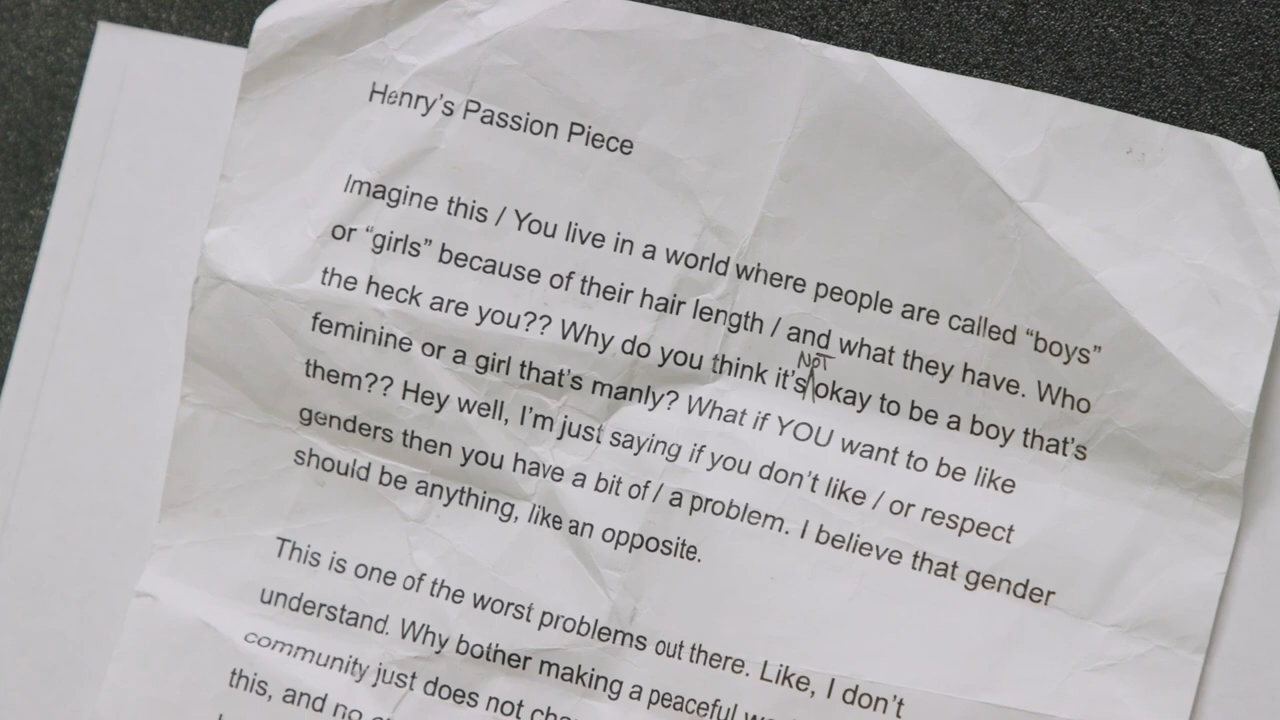 Henry's Passion Piece
Imagine this / You live in a world where people are called “boys”
or “girls” because of their hair length / and what they have. Who
the heck are you?? Why do you think it's NOT okay to be a boy that's
feminine or a girl that's manly? What if YOU want to be like
them?? Hey well, I'm just saying if you don't like / or respect
genders then you have a bit of / a problem. I believe that gender
should be anything, like an opposite.
This is one of the worst problems out there. Like, I don't
understand. Why bother making a peaceful
community just does not
this, and no